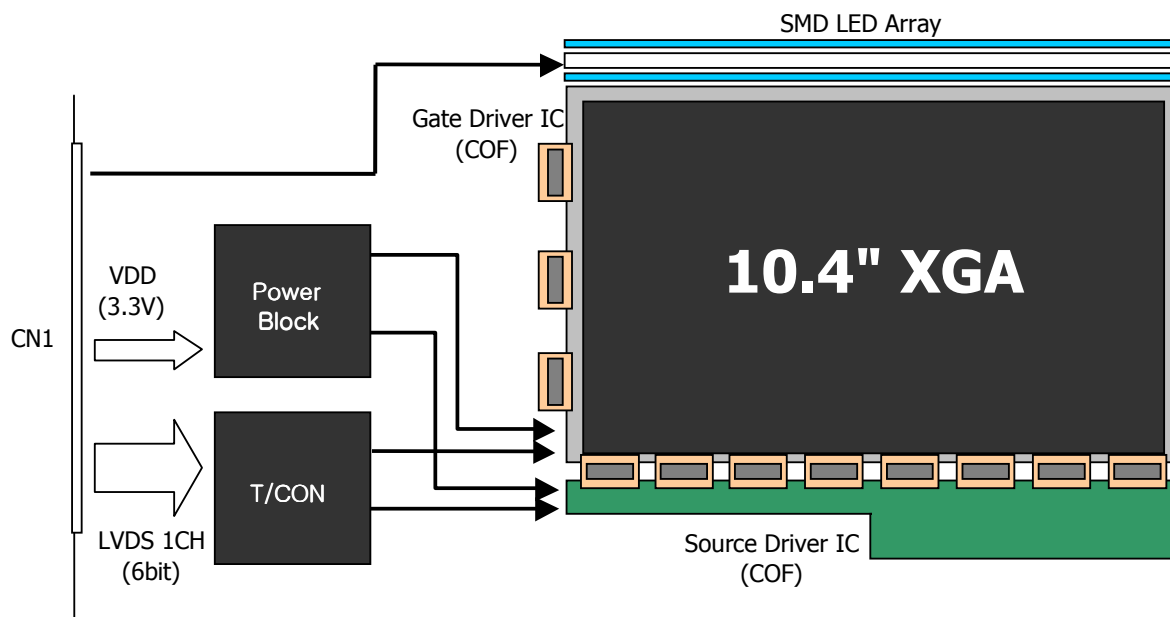 SMD LED Array
Gate Driver IC
(COF)
10.4" XGA
VDD
(3.3V)
Power
Block
CN1
T/CON
LVDS 1CH
(6bit)
Source Driver IC
(COF)